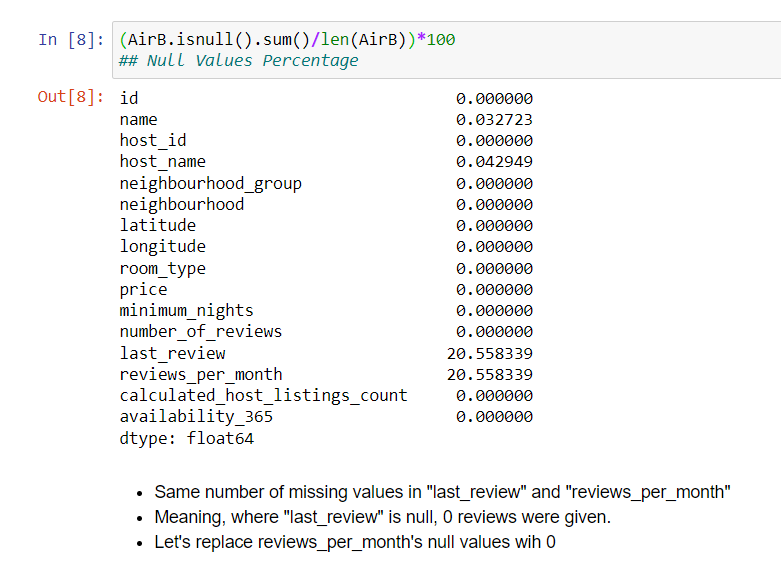 In [8]: (AirB.isnull().sum()/len(AirB))*100
## Null Values Percentage
Out[8]: id 0.000000
name 0.032723
host_id 0.000000
host_name 0.042949
neighbourhood_group 0.000000
neighbourhood 0.000000
latitude 0.000000
longitude 0.000000
room_type 0.000000
price 0.000000
minimum_nights 0.000000
number_of_reviews 0.000000
last_review 20.558339
reviews_per_month 20.558339
calculated_host_listings_count 0.000000
availability_365 0.000000
dtype: float64
• Same number of missing values in "last_review" and "reviews_per_month"
• Meaning, where "last_review" is null, 0 reviews were given.
• Let's replace reviews_per_month's null values wih 0